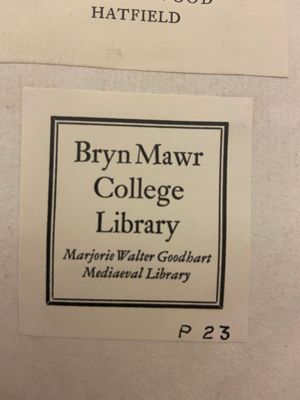 HATFIELD
Bryn Mawr
College
Library
Marjorie Walter Goodhart
Mediaeval Library
P 23